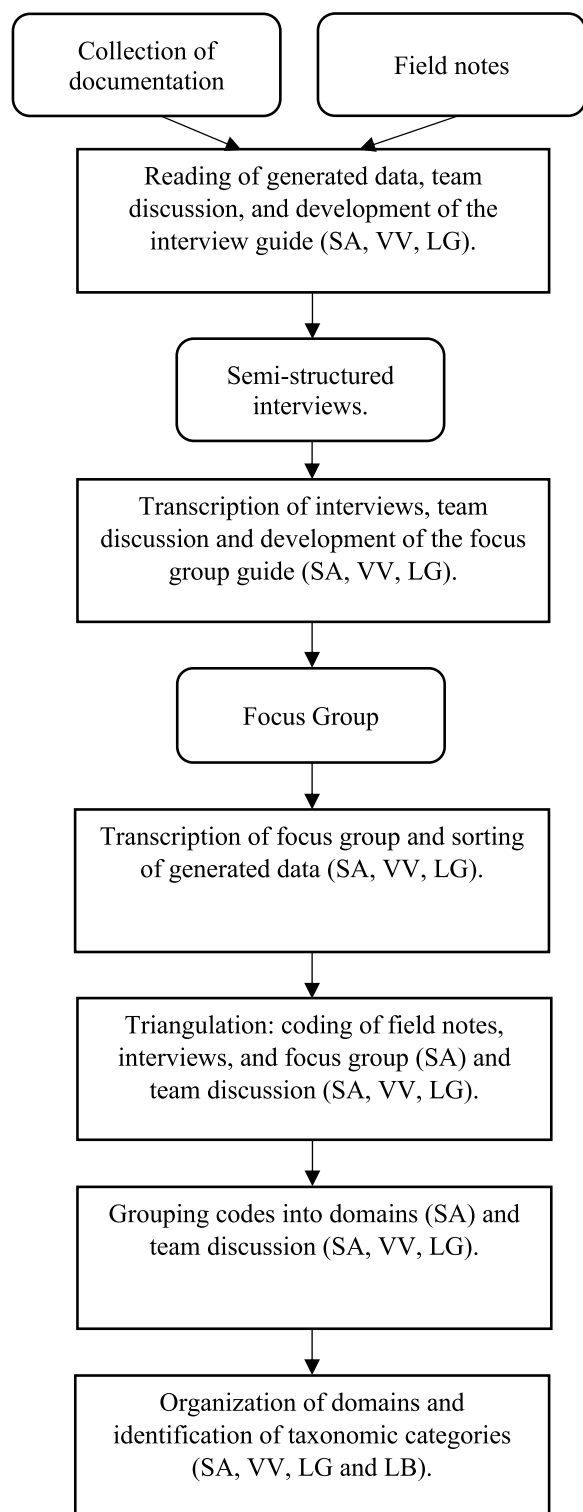 Collection of
documentation
Field notes
Reading of generated data, team
discussion, and development of the
interview guide (SA, VV, LG).
Semi-structured
interviews.
Transcription of interviews, team
discussion and development of the focus
group guide (SA, VV, LG).
Focus Group
Transcription of focus group and sorting
of generated data (SA, VV, LG).
Triangulation: coding of field notes,
interviews, and focus group (SA) and
team discussion (SA, VV, LG).
Grouping codes into domains (SA) and
team discussion (SA, VV, LG).
Organization of domains and
identification of taxonomic categories
(SA, VV, LG and LB).